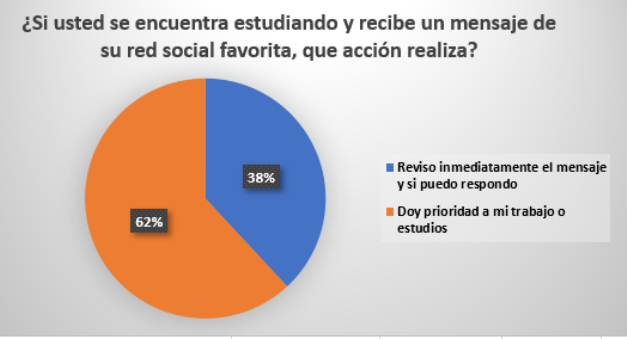 ¿Si usted se encuentra estudiando y recibe un mensaje de
su red social favorita, que acción realiza?
38%
62%
Reviso inmediatamente el mensaje
y si puedo respondo
Doy prioridad a mi trabajo o
estudios